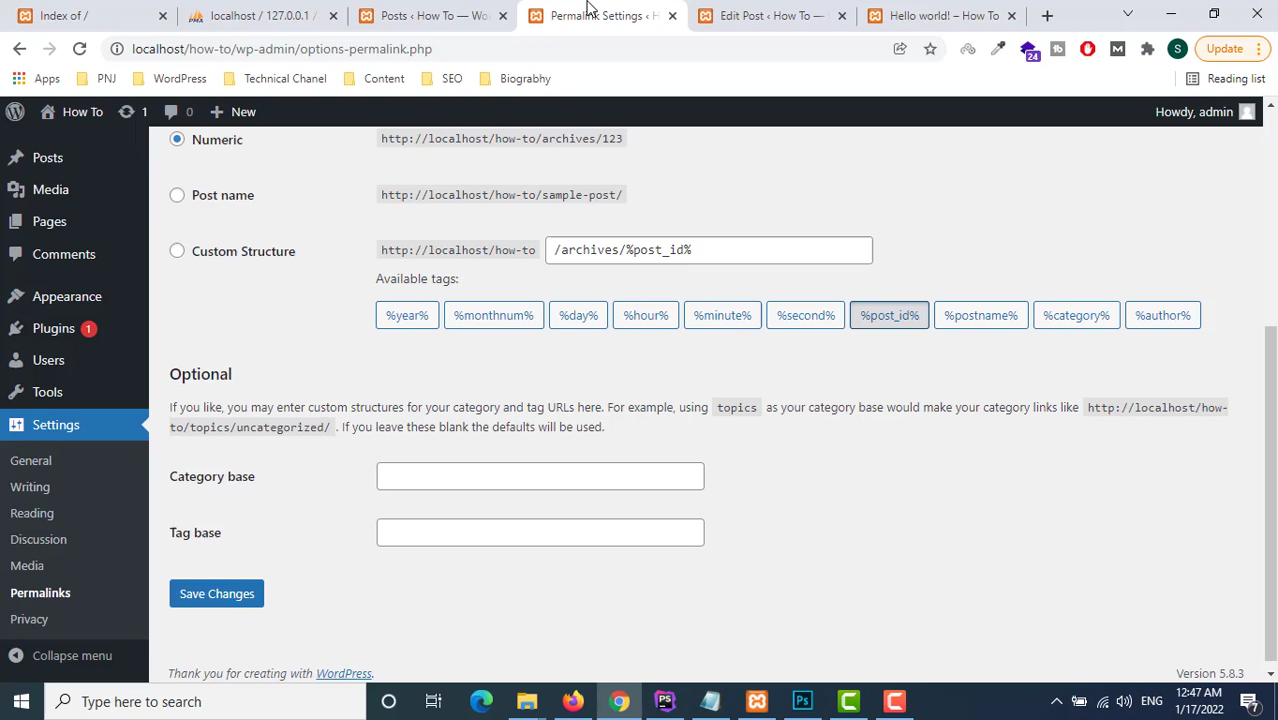 Index of /
localhost / 127.0.0.1 /
Posts ‹ How To — Wo
Permalink Settings ‹ H
Edit Post ‹ How To —
Hello world! – How To
localhost/how-to/wp-admin/options-permalink.php
24
S
Update
Apps
PNJ
WordPress
Technical Chanel
Content
SEO
Biograbhy
Reading list
How To
1
0
New
Howdy, admin
Posts
Media
Pages
Comments
Appearance
Plugins 1
Users
Tools
Settings
General
Writing
Reading
Discussion
Media
Permalinks
Privacy
Collapse menu
Numeric
http://localhost/how-to/archives/123
Post name
http://localhost/how-to/sample-post/
Custom Structure
http://localhost/how-to
/archives/%post_id%
Available tags:
%year%
%monthnum%
%day%
%hour%
%minute%
%second%
%post_id%
%postname%
%category%
%author%
Optional
If you like, you may enter custom structures for your category and tag URLs here. For example, using topics as your category base would make your category links like http://localhost/how-
to/topics/uncategorized/ . If you leave these blank the defaults will be used.
Category base
Tag base
Save Changes
Thank you for creating with WordPress.
Version 5.8.3
Type here to search
ENG
12:47 AM
1/17/2022
7